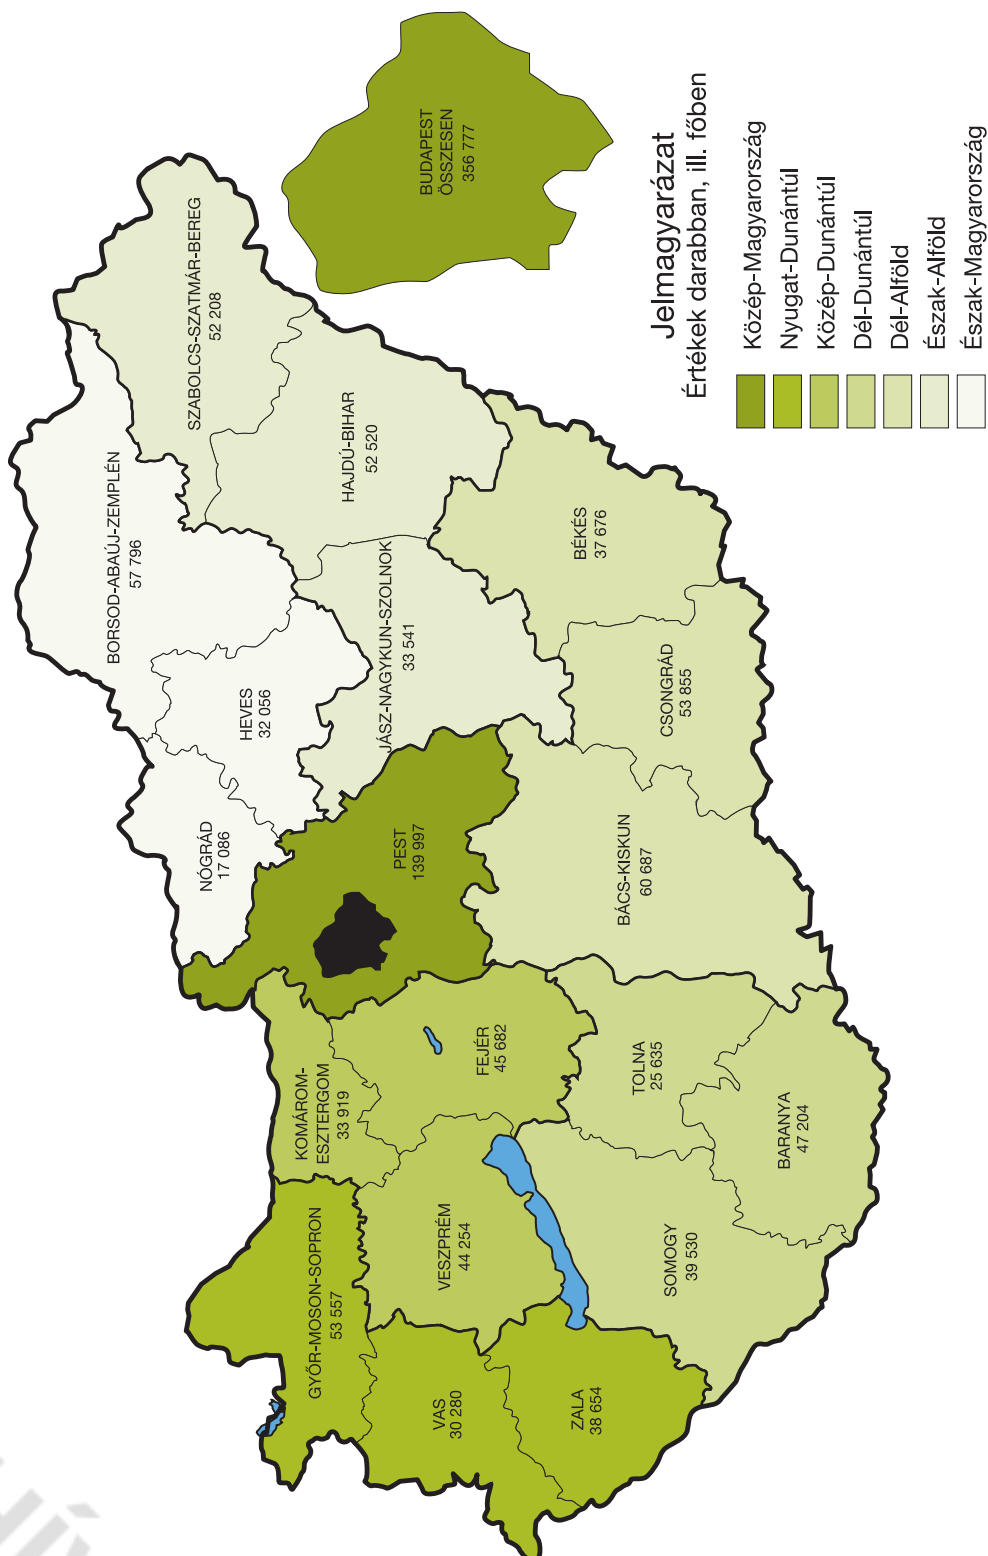 BUDAPEST
ÖSSZESEN
356 777
SZABOLCS-SZATMÁR-BEREG
52 208
BORSOD-ABAÚJ-ZEMPLÉN
57 796
HAJDÚ-BIHAR
52 520
HEVES
32 056
JÁSZ-NAGYKUN-SZOLNOK
33 541
NÓGRÁD
17 086
PEST
139 997
BÉKÉS
37 676
CSONGRÁD
53 855
BÁCS-KISKUN
60 687
KOMÁROM-
ESZTERGOM
33 919
FEJÉR
45 682
TOLNA
25 635
BARANYA
47 204
GYŐR-MOSON-SOPRON
53 557
VESZPRÉM
44 254
SOMOGY
39 530
VAS
30 280
ZALA
38 654
Jelmagyarázat
Értékek darabban, ill. főben
Közép-Magyarország
Nyugat-Dunántúl
Közép-Dunántúl
Dél-Dunántúl
Dél-Alföld
Észak-Alföld
Észak-Magyarország